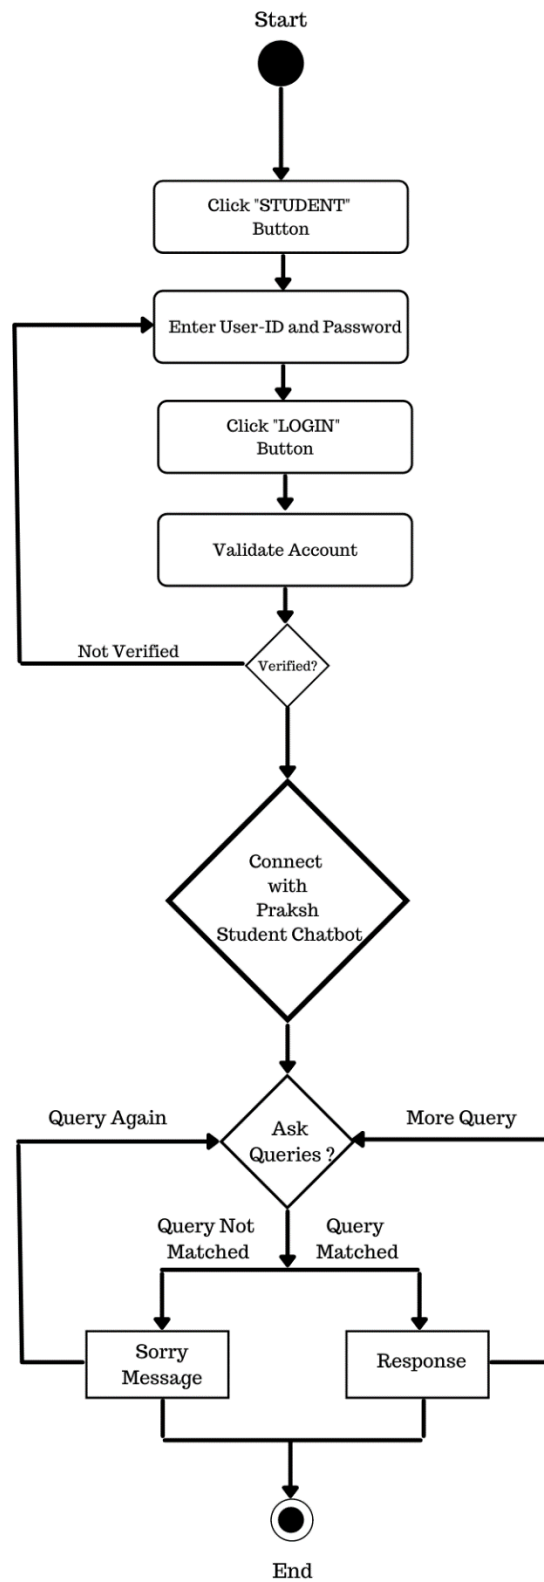 Start
Click "STUDENT"
Button
Enter User-ID and Password
Click "LOGIN"
Button
Validate Account
Not Verified
Verified?
Connect
with
Praksh
Student Chatbot
Query Again
More Query
Ask
Queries ?
Query Not
Matched
Query
Matched
Sorry
Message
Response
End